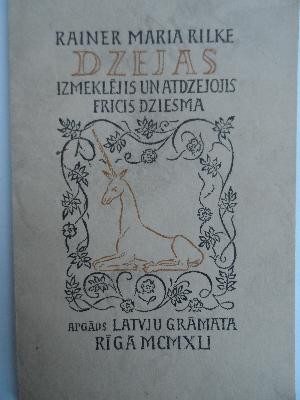 RAINER MARIA RILKE
DZEJAS
IZMEKLĒJIS UN ATDZEJOJIS
FRICIS DZIESMA
APGĀDS LATVJU GRĀMATA
RĪGA MCMXLI